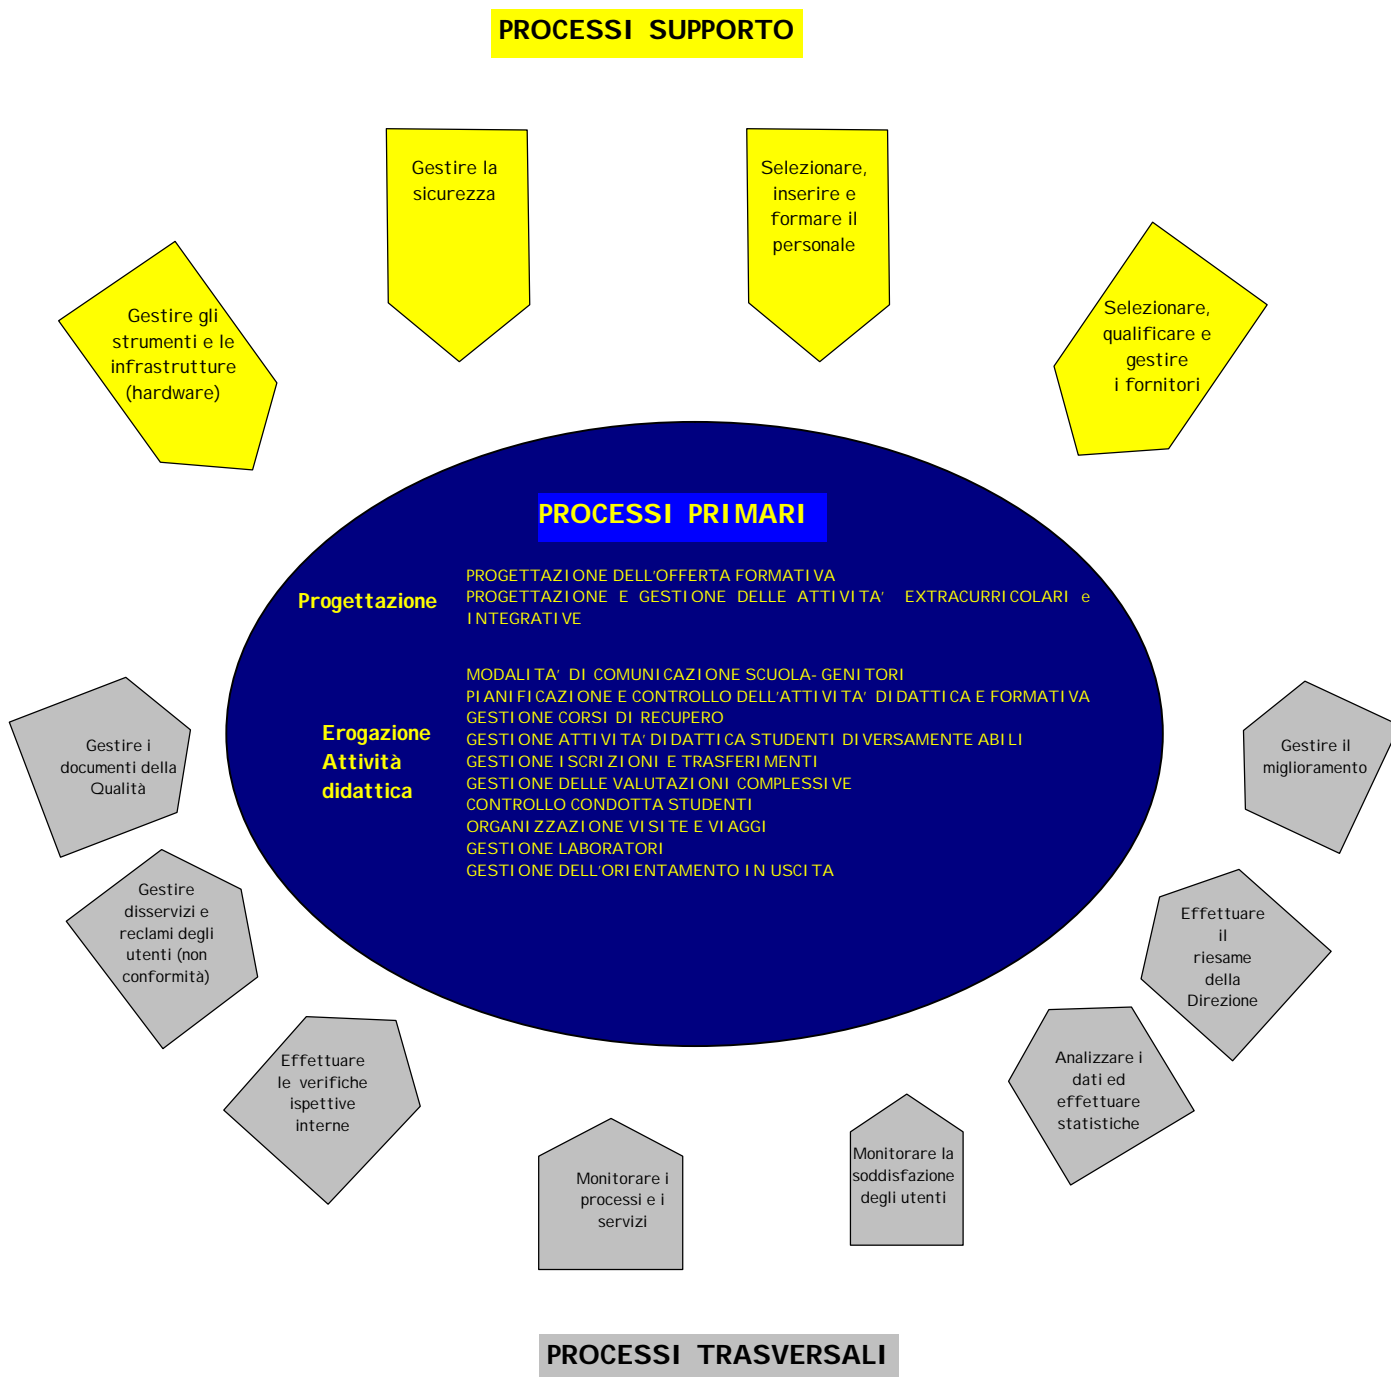 PROCESSI SUPPORTO
Gestire la
sicurezza
Selezionare,
inserire e
formare il
personale
Gestire gli
strumenti e le
infrastrutture
(hardware)
Selezionare,
qualificare e
gestire
i fornitori
PROCESSI PRIMARI
Progettazione
PROGETTAZIONE DELL'OFFERTA FORMATIVA
PROGETTAZIONE E GESTIONE DELLE ATTIVITA' EXTRACURRICOLARI e
INTEGRATIVE
Erogazione
Attività
didattica
MODALITA' DI COMUNICAZIONE SCUOLA-GENITORI
PIANIFICAZIONE E CONTROLLO DELL'ATTIVITA' DIDATTICA E FORMATIVA
GESTIONE CORSI DI RECUPERO
GESTIONE ATTIVITA' DIDATTICA STUDENTI DIVERSAMENTE ABILI
GESTIONE ISCRIZIONI E TRASFERIMENTI
GESTIONE DELLE VALUTAZIONI COMPLESSIVE
CONTROLLO CONDOTTA STUDENTI
ORGANIZZAZIONE VISITE E VIAGGI
GESTIONE LABORATORI
GESTIONE DELL'ORIENTAMENTO IN USCITA
Gestire i
documenti della
Qualità
Gestire il
miglioramento
Gestire
disservizi e
reclami degli
utenti (non
conformità)
Effettuare
il
riesame
della
Direzione
Effettuare
le verifiche
ispettive
interne
Analizzare i
dati ed
effettuare
statistiche
Monitorare i
processi e i
servizi
Monitorare la
soddisfazione
degli utenti
PROCESSI TRASVERSALI